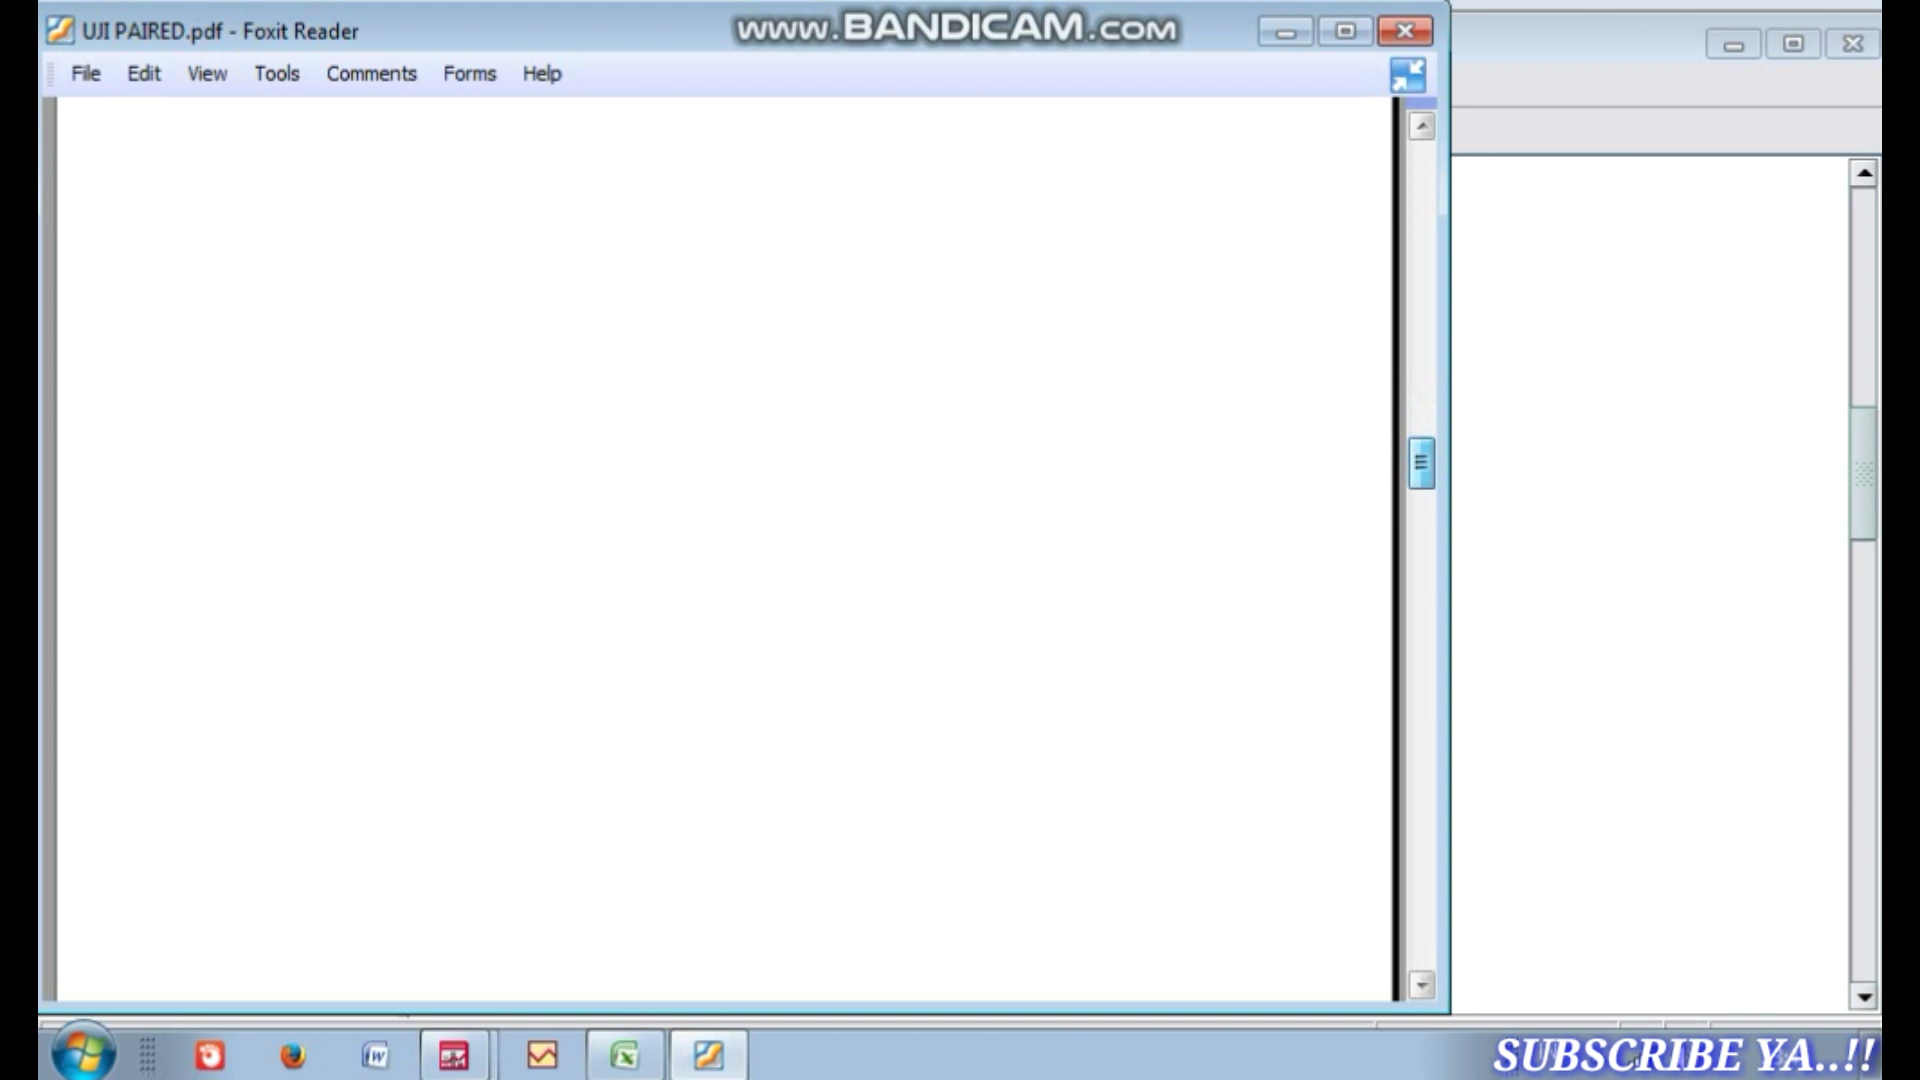 UJI PAIRED.pdf - Foxit Reader
www.BANDICAM.com
File Edit View Tools Comments Forms Help
SUBSCRIBE YA..!!